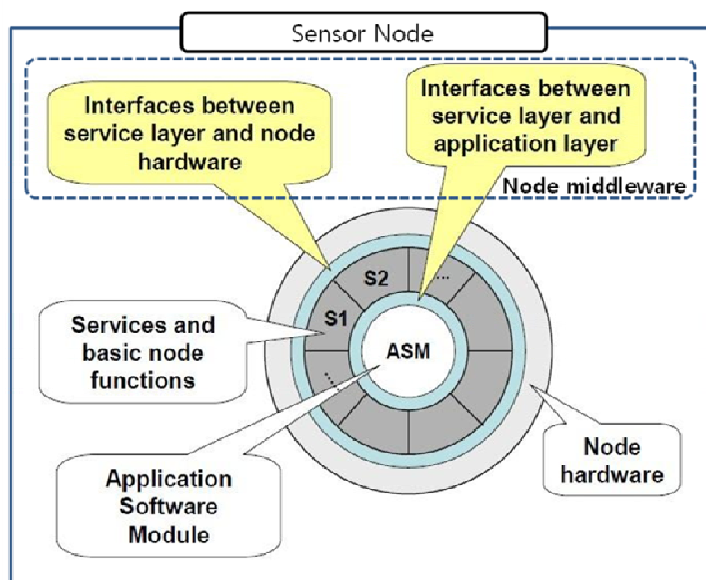 Sensor Node
Interfaces between
service layer and node
hardware
Interfaces between
service layer and
application layer
Node middleware
S2
....
S1
ASM
....
Services and
basic node
functions
Application
Software
Module
Node
hardware